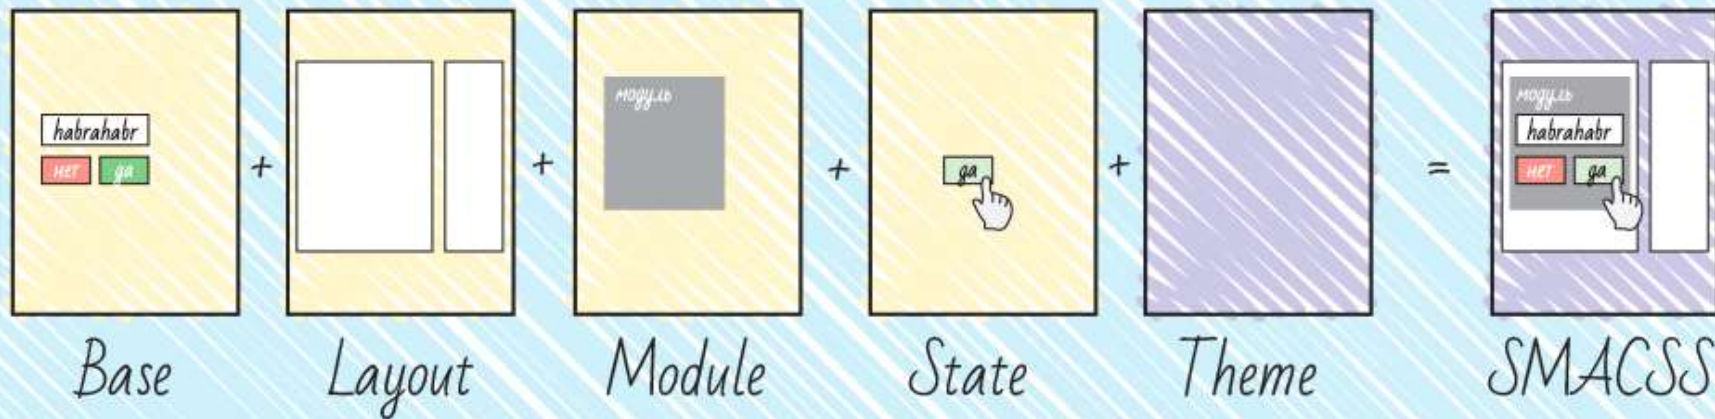 модуль
модуль
habrahabr
habrahabr
нет да
да
нет да
+ + + + =
Base Layout Module State Theme SMACSS